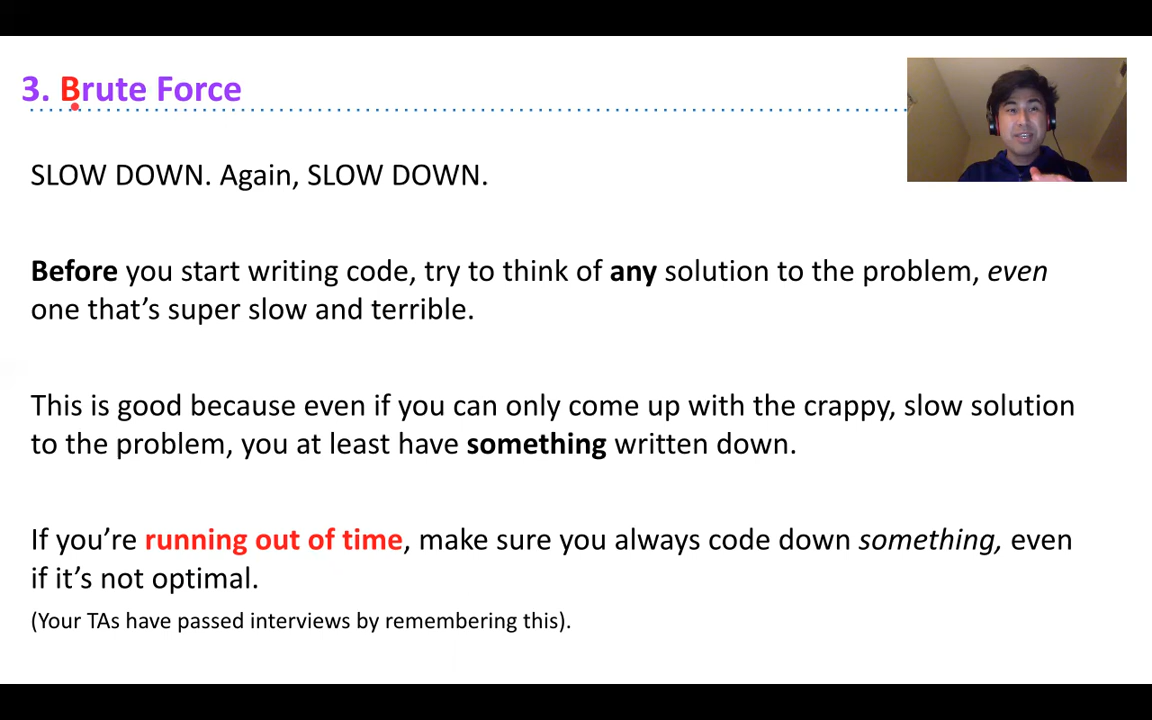 3. Brute Force
SLOW DOWN. Again, SLOW DOWN.
Before you start writing code, try to think of any solution to the problem, even
one that’s super slow and terrible.
This is good because even if you can only come up with the crappy, slow solution
to the problem, you at least have something written down.
If you’re running out of time, make sure you always code down something, even
if it’s not optimal.
(Your TAs have passed interviews by remembering this).